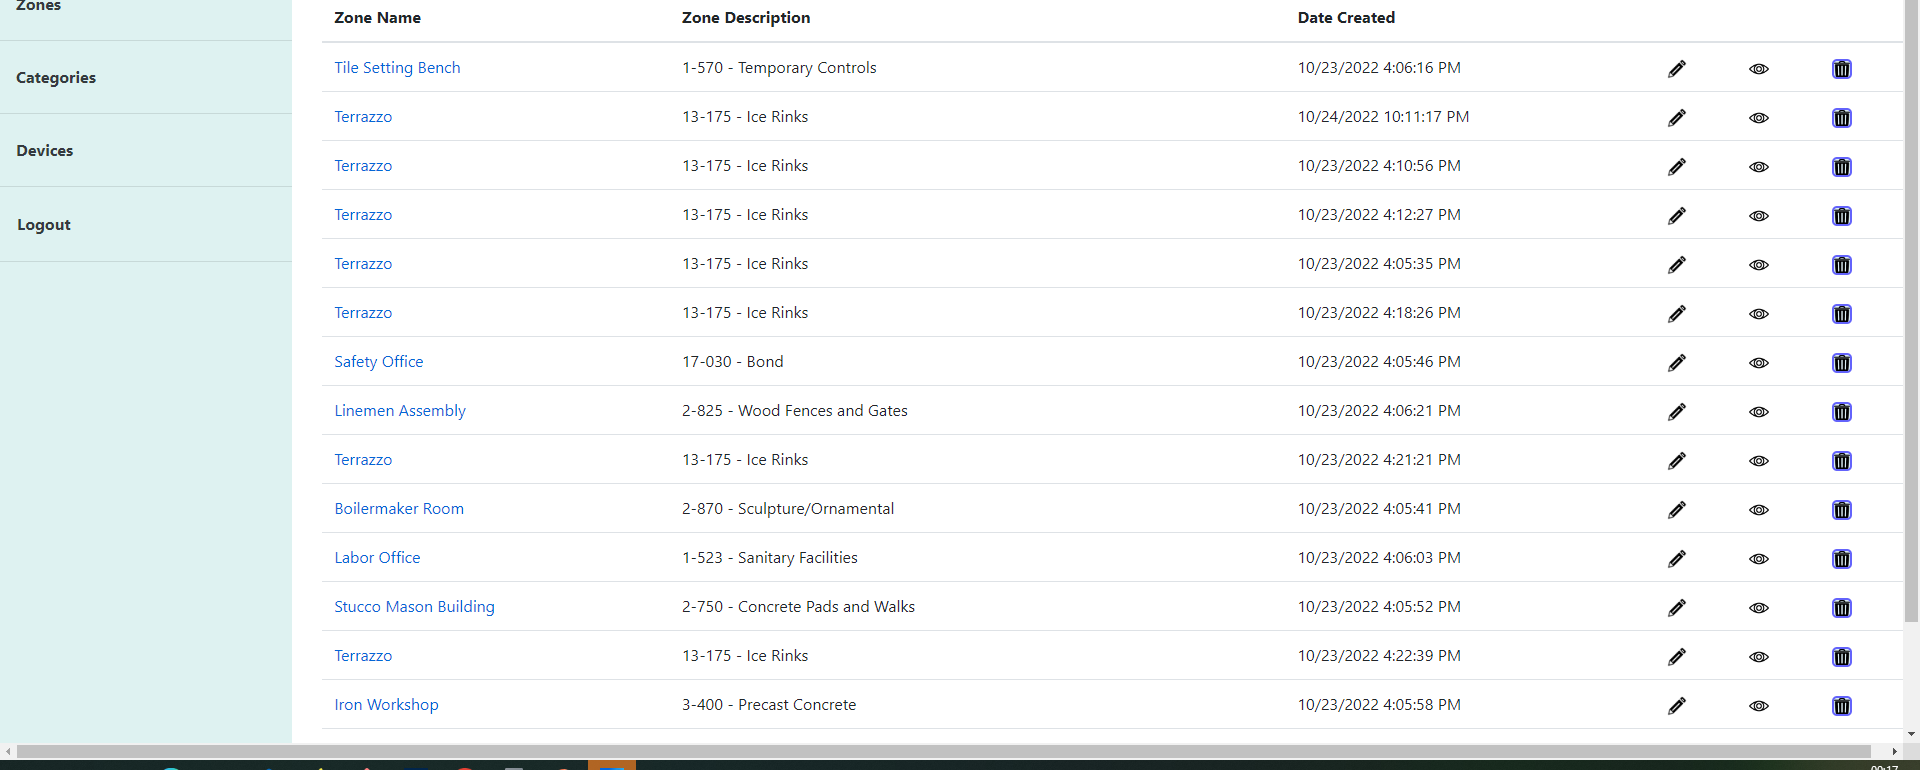 Zones
Categories
Devices
Logout
Zone Name Zone Description Date Created
Tile Setting Bench 1-570 - Temporary Controls 10/23/2022 4:06:16 PM
Terrazzo 13-175 - Ice Rinks 10/24/2022 10:11:17 PM
Terrazzo 13-175 - Ice Rinks 10/23/2022 4:10:56 PM
Terrazzo 13-175 - Ice Rinks 10/23/2022 4:12:27 PM
Terrazzo 13-175 - Ice Rinks 10/23/2022 4:05:35 PM
Terrazzo 13-175 - Ice Rinks 10/23/2022 4:18:26 PM
Safety Office 17-030 - Bond 10/23/2022 4:05:46 PM
Linemen Assembly 2-825 - Wood Fences and Gates 10/23/2022 4:06:21 PM
Terrazzo 13-175 - Ice Rinks 10/23/2022 4:21:21 PM
Boilermaker Room 2-870 - Sculpture/Ornamental 10/23/2022 4:05:41 PM
Labor Office 1-523 - Sanitary Facilities 10/23/2022 4:06:03 PM
Stucco Mason Building 2-750 - Concrete Pads and Walks 10/23/2022 4:05:52 PM
Terrazzo 13-175 - Ice Rinks 10/23/2022 4:22:39 PM
Iron Workshop 3-400 - Precast Concrete 10/23/2022 4:05:58 PM